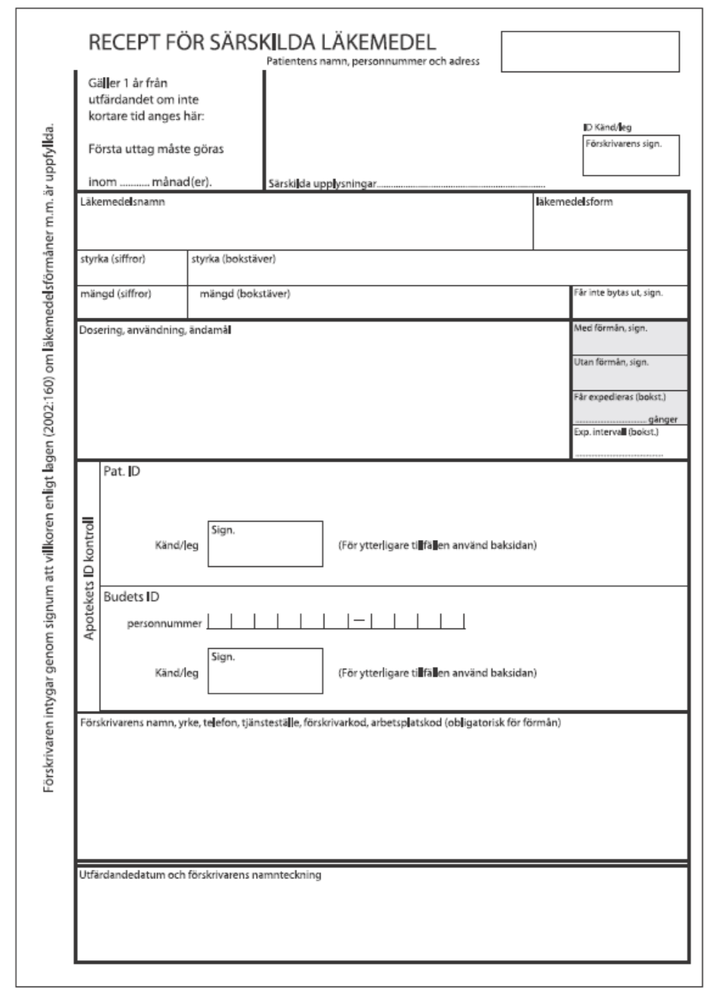 RECEPT FÖR SÄRSKILDA LÄKEMEDEL
Patientens namn, personnummer och adress
Gäller 1 år från
utfärdandet om inte
kortare tid anges här:
Första uttag måste göras
inom ........... månad(er).
ID Känd/leg
Förskrivarens sign.
Särskilda upplysningar................................................................
Läkemedelsnamn
läkemedelsform
styrka (siffror)
styrka (bokstäver)
mängd (siffror)
mängd (bokstäver)
Får inte bytas ut, sign.
Dosering, användning, ändamål
Med förmån, sign.
Utan förmån, sign.
Får expedieras (bokst.)
........................... gånger
Exp. intervall (bokst.)
.................................
Apotekets ID kontroll
Pat. ID
Sign.
Känd/leg
(För ytterligare tillfällen använd baksidan)
Budets ID
personnummer
–
Sign.
Känd/leg
(För ytterligare tillfällen använd baksidan)
Förskrivarens namn, yrke, telefon, tjänsteställe, förskrivarkod, arbetsplatskod (obligatorisk för förmån)
Utfärdandedatum och förskrivarens namnteckning
Förskrivaren intygar genom signum att villkoren enligt lagen (2002:160) om läkemedelsförmåner m.m. är uppfyllda.